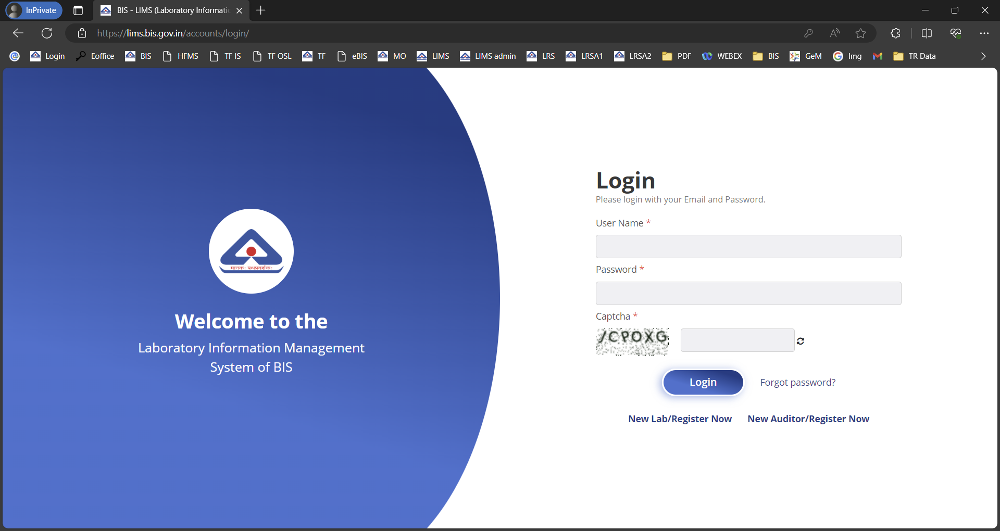 InPrivate
BIS - LIMS (Laboratory Informatic
https://lims.bis.gov.in/accounts/login/
Login Eoffice BIS HFMS TF IS TF OSL TF eBIS MO LIMS LIMS admin LRS LRSA1 LRSA2 PDF WEBEX BIS GeM Img TR Data
मानकः पथप्रदर्शकः
Welcome to the
Laboratory Information Management
System of BIS
Login
Please login with your Email and Password.
User Name *
Password *
Captcha *
/CPOXG
Login Forgot password?
New Lab/Register Now New Auditor/Register Now